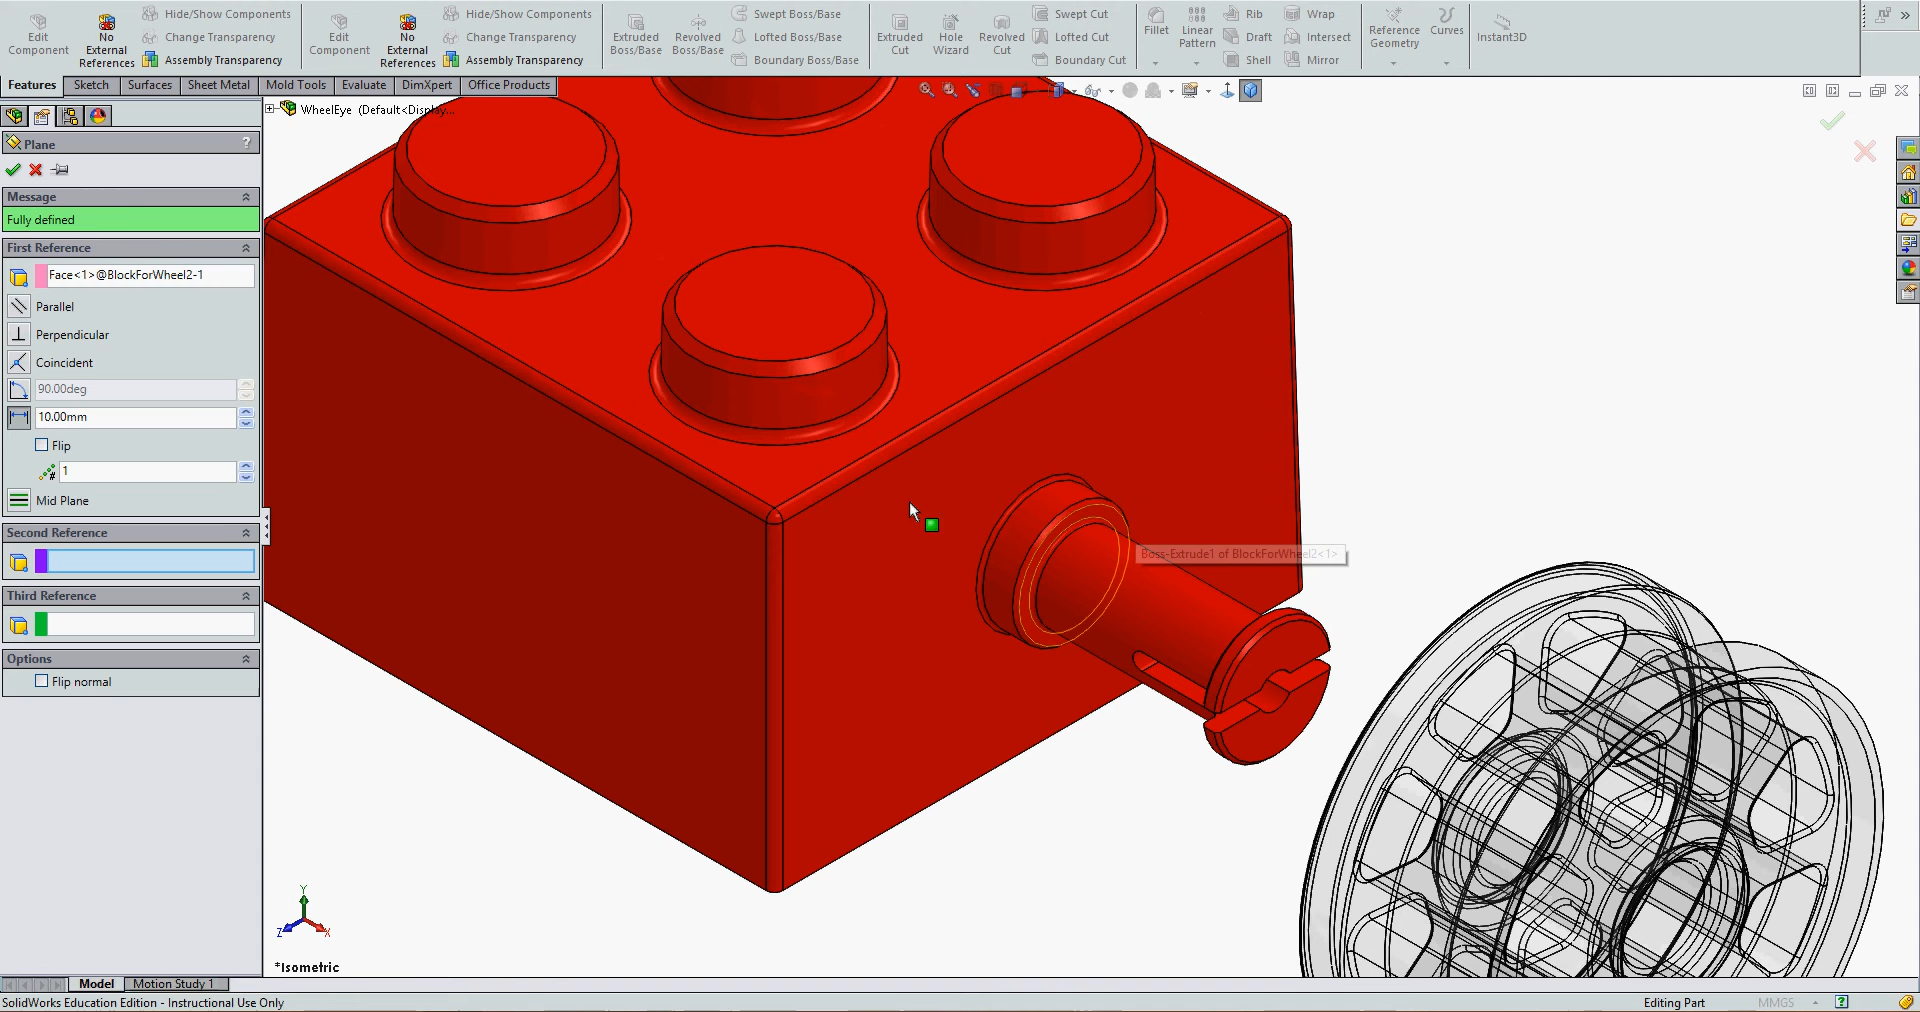 Edit Component
No External References
Hide/Show Components
Change Transparency
Assembly Transparency
Edit Component
No External References
Hide/Show Components
Change Transparency
Assembly Transparency
Extruded Boss/Base
Revolved Boss/Base
Swept Boss/Base
Lofted Boss/Base
Boundary Boss/Base
Extruded Cut
Hole Wizard
Revolved Cut
Swept Cut
Lofted Cut
Boundary Cut
Fillet
Linear Pattern
Rib
Draft
Shell
Wrap
Intersect
Mirror
Reference Geometry
Curves
Instant3D
Features
Sketch
Surfaces
Sheet Metal
Mold Tools
Evaluate
DimXpert
Office Products
WheelEye (Default<Display...
Plane
?
Message
Fully defined
First Reference
Face<1>@BlockForWheel2-1
Parallel
Perpendicular
Coincident
90.00deg
10.00mm
Flip
1
Mid Plane
Second Reference
Third Reference
Options
Flip normal
Boss-Extrude1 of BlockForWheel2<1>
Y
Z
X
*Isometric
Model
Motion Study 1
SolidWorks Education Edition - Instructional Use Only
Editing Part
MMGS
?